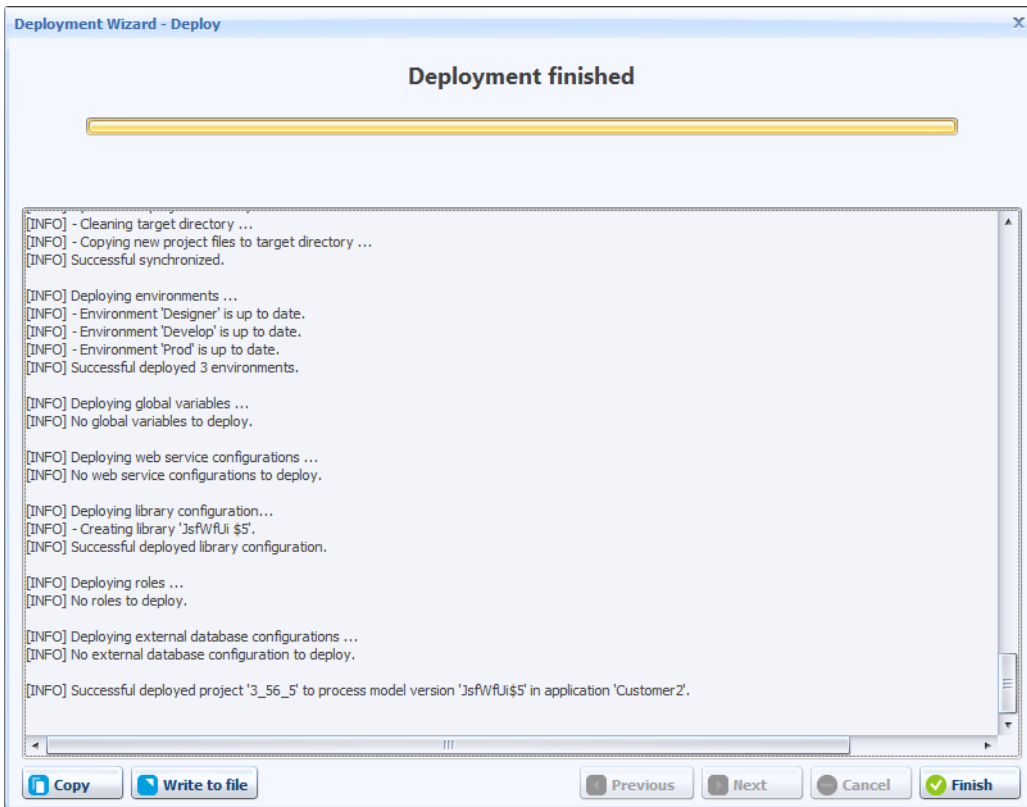 Deployment Wizard - Deploy
Deployment finished
[INFO] - Cleaning target directory ...
[INFO] - Copying new project files to target directory ...
[INFO] Successful synchronized.
[INFO] Deploying environments ...
[INFO] - Environment 'Designer' is up to date.
[INFO] - Environment 'Develop' is up to date.
[INFO] - Environment 'Prod' is up to date.
[INFO] Successful deployed 3 environments.
[INFO] Deploying global variables ...
[INFO] No global variables to deploy.
[INFO] Deploying web service configurations ...
[INFO] No web service configurations to deploy.
[INFO] Deploying library configuration...
[INFO] - Creating library 'JsfWfUi $5'.
[INFO] Successful deployed library configuration.
[INFO] Deploying roles ...
[INFO] No roles to deploy.
[INFO] Deploying external database configurations ...
[INFO] No external database configuration to deploy.
[INFO] Successful deployed project '3_56_5' to process model version 'JsfWfUi$5' in application 'Customer2'.
Copy
Write to file
Previous
Next
Cancel
Finish